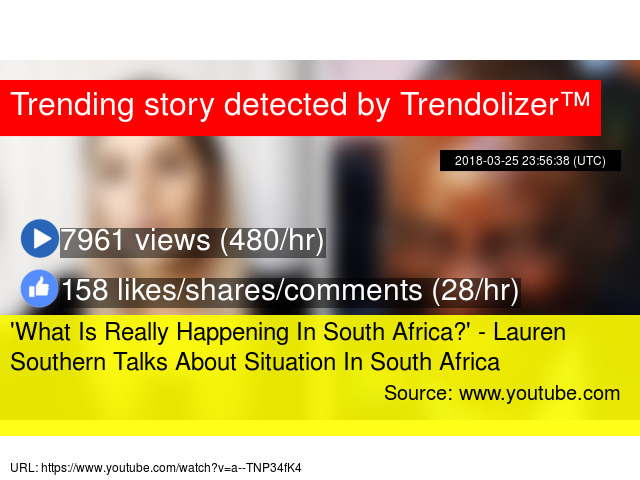 Trending story detected by Trendolizer™
2018-03-25 23:56:38 (UTC)
7961 views (480/hr)
158 likes/shares/comments (28/hr)
'What Is Really Happening In South Africa?' - Lauren
Southern Talks About Situation In South Africa
Source: www.youtube.com
URL: https://www.youtube.com/watch?v=a--TNP34fK4